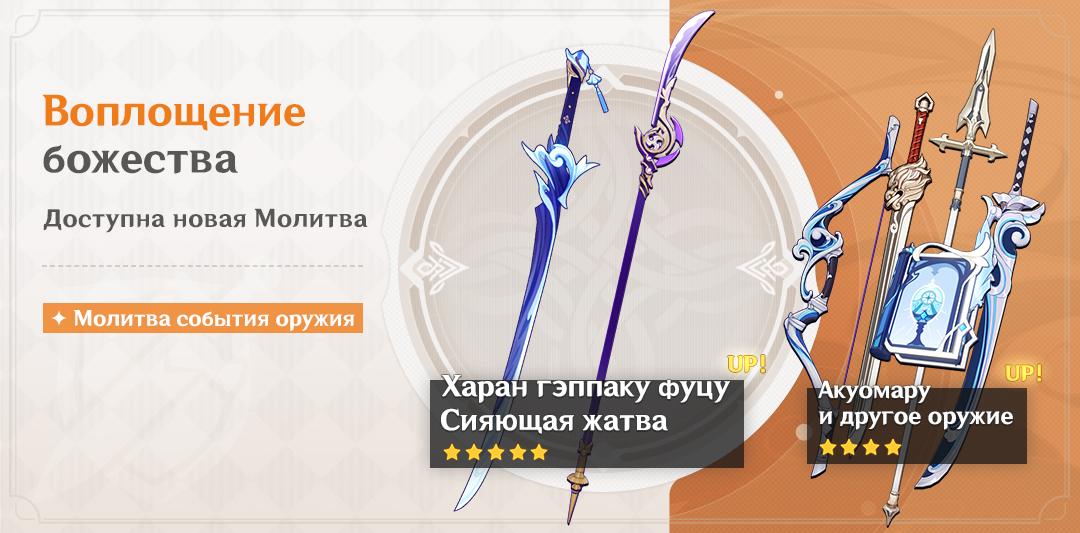 Воплощение
божества
Доступна новая Молитва
✦ Молитва события оружия
UP!
Харан гэппаку фуцу
Сияющая жатва
UP!
Акуомару
и другое оружие